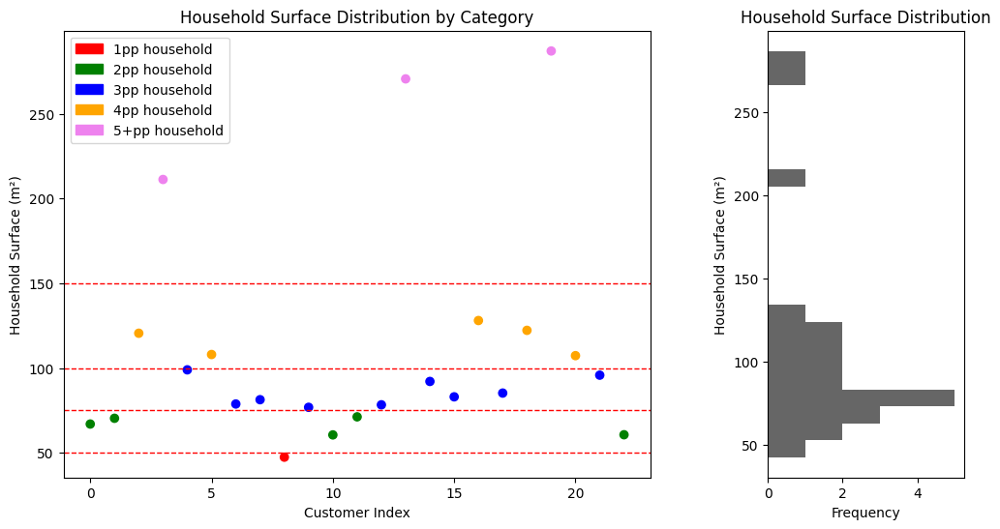 Household Surface Distribution by Category
Household Surface (m²)
250
200
150
100
50
1pp household
2pp household
3pp household
4pp household
5+pp household
0
5
10
15
20
Customer Index
Household Surface Distribution
Household Surface (m²)
250
200
150
100
50
0
2
4
Frequency